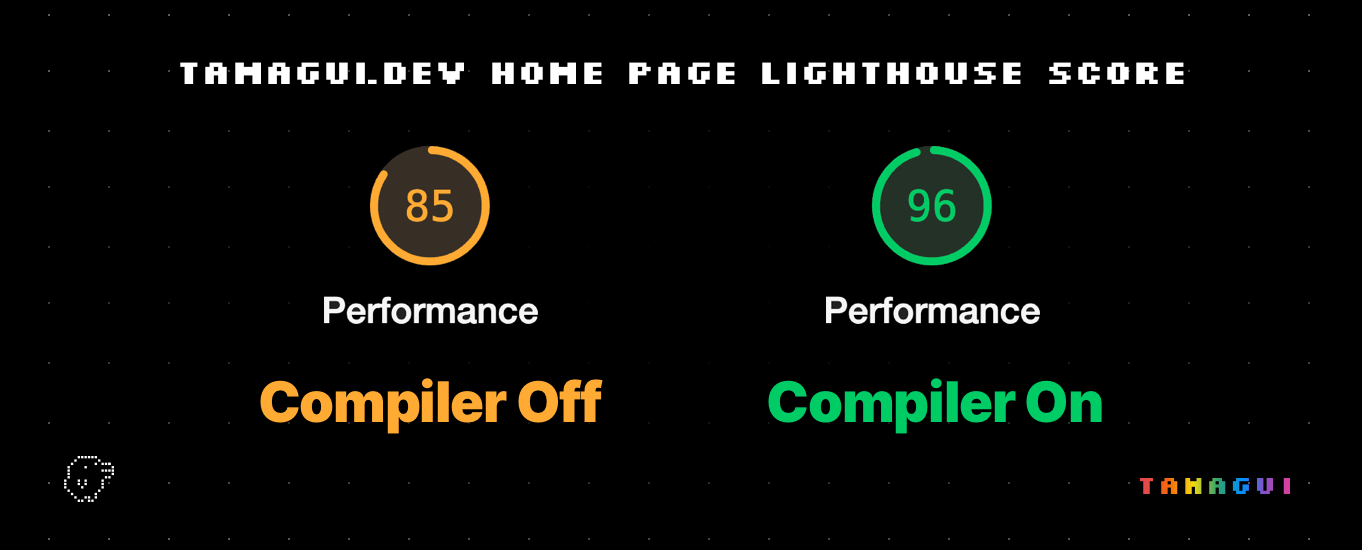 TAMAGUI.DEV HOME PAGE LIGHTHOUSE SCORE
85
96
Performance
Performance
Compiler Off
Compiler On
TAMAGUI